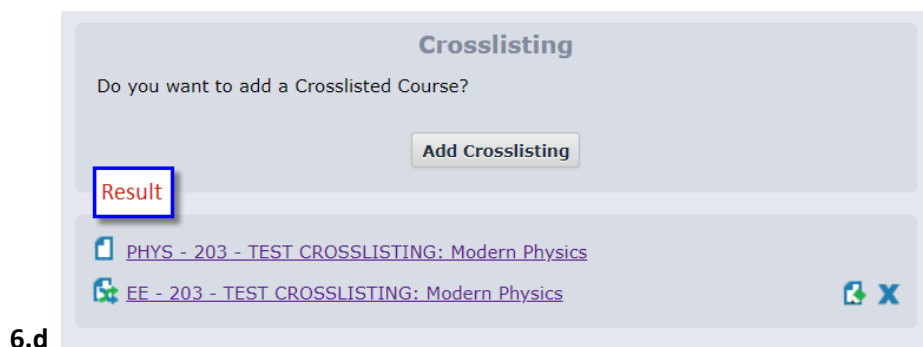 Crosslisting
Do you want to add a Crosslisted Course?
Add Crosslisting
Result
PHYS - 203 - TEST CROSSLISTING: Modern Physics
EE - 203 - TEST CROSSLISTING: Modern Physics
6.d